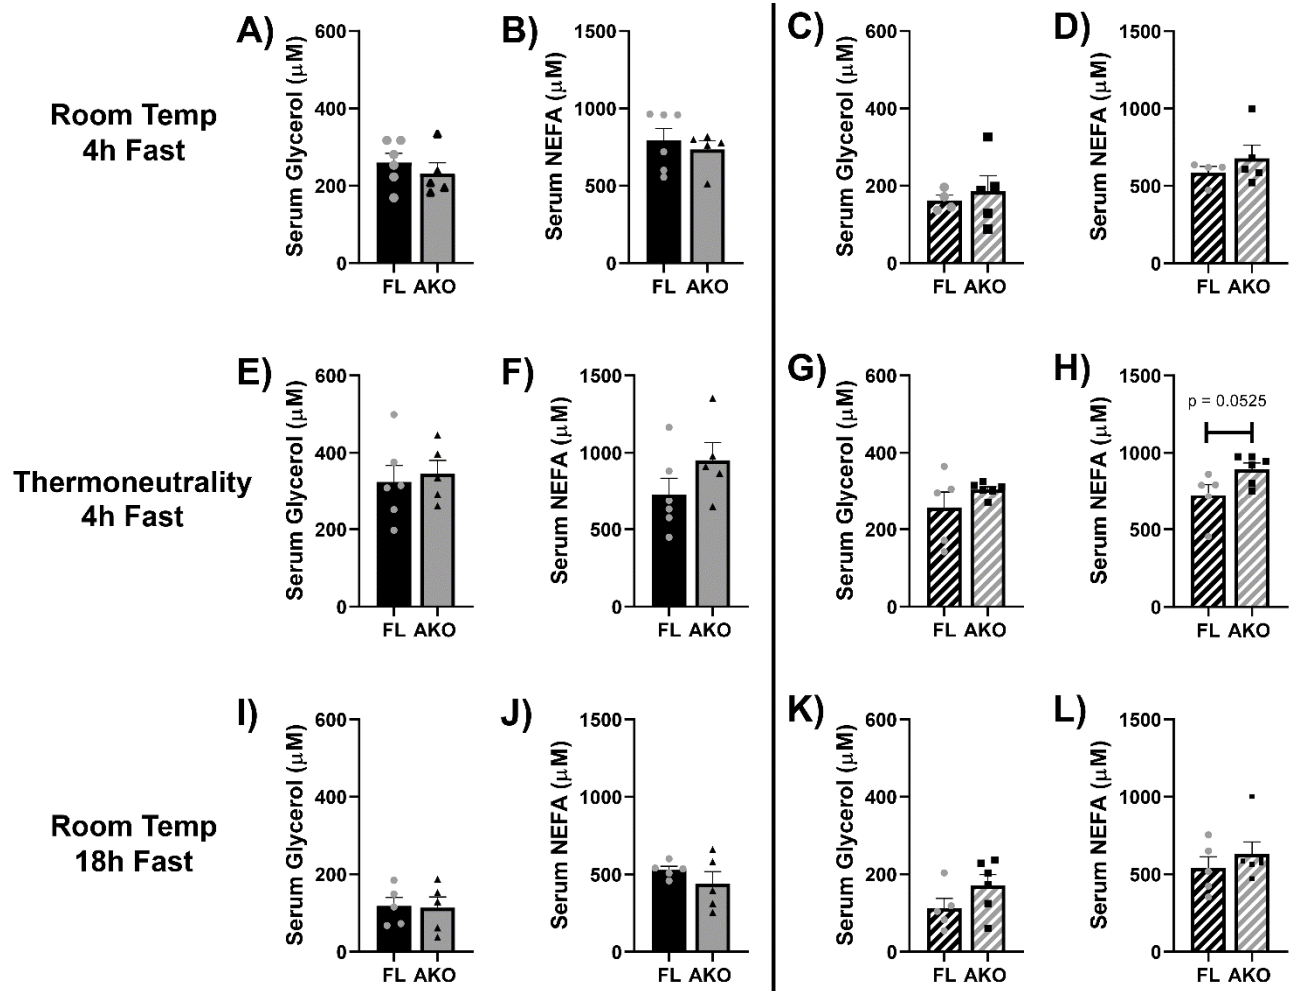 Room Temp
4h Fast
A)
Serum Glycerol (μM)
600
400
200
0
FL AKO
B)
Serum NEFA (μM)
1500
1000
500
0
FL AKO
C)
Serum Glycerol (μM)
600
400
200
0
FL AKO
D)
Serum NEFA (μM)
1500
1000
500
0
FL AKO
Thermoneutrality
4h Fast
E)
Serum Glycerol (μM)
600
400
200
0
FL AKO
F)
Serum NEFA (μM)
1500
1000
500
0
FL AKO
G)
Serum Glycerol (μM)
600
400
200
0
FL AKO
H)
Serum NEFA (μM)
1500
1000
500
0
p = 0.0525
FL AKO
Room Temp
18h Fast
I)
Serum Glycerol (μM)
600
400
200
0
FL AKO
J)
Serum NEFA (μM)
1500
1000
500
0
FL AKO
K)
Serum Glycerol (μM)
600
400
200
0
FL AKO
L)
Serum NEFA (μM)
1500
1000
500
0
FL AKO